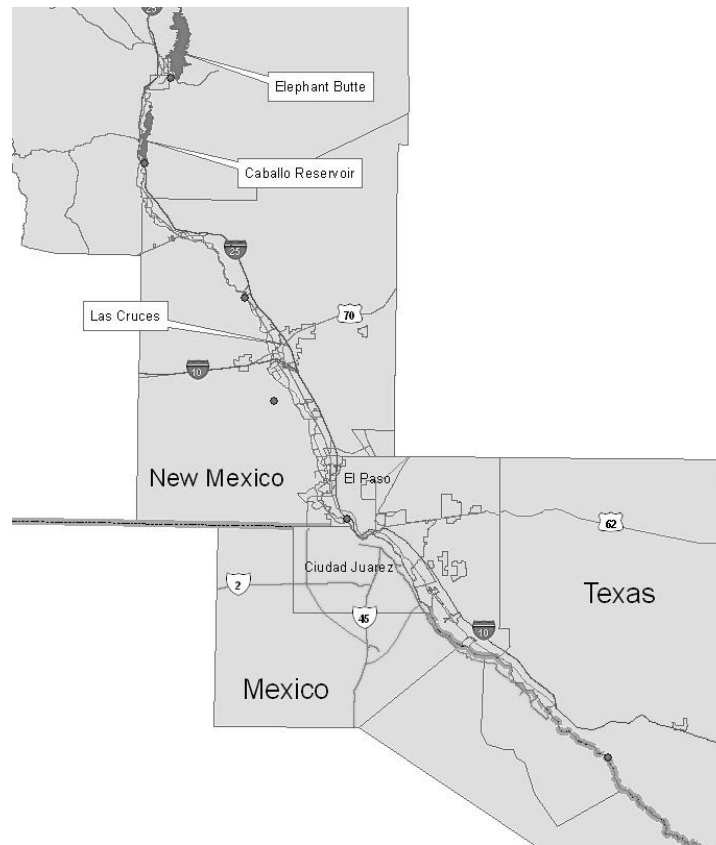 25
Elephant Butte
Caballo Reservoir
25
Las Cruces
70
10
New Mexico
El Paso
62
Ciudad Juarez
2
Texas
45
10
Mexico